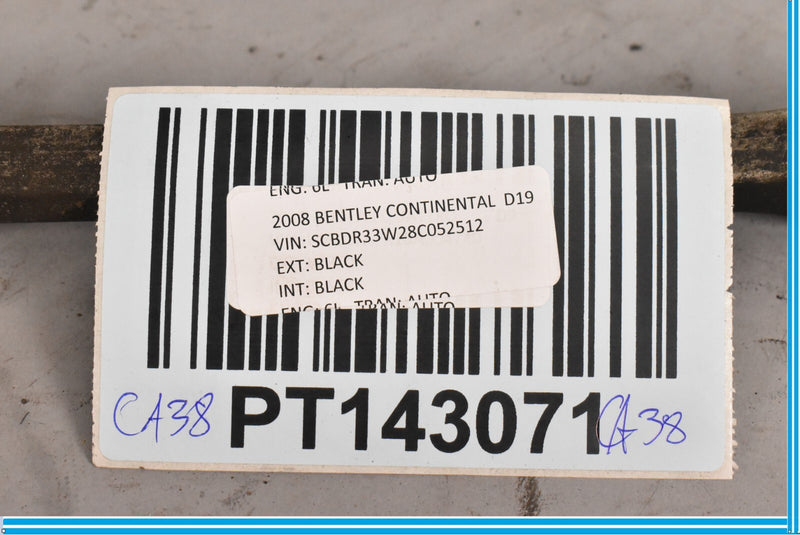 ENG: 6L TRAN: AUTO
2008 BENTLEY CONTINENTAL D19
VIN: SCBDR33W28C052512
EXT: BLACK
INT: BLACK
ENG: 6L TRAN: AUTO
CA38 PT143071 CA38